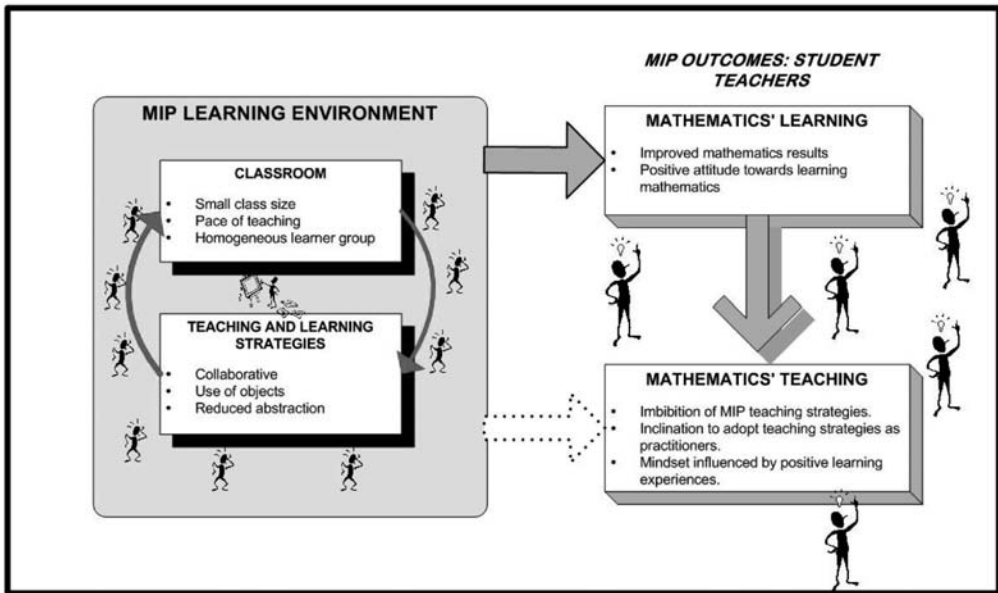 MIP OUTCOMES: STUDENT
TEACHERS
MIP LEARNING ENVIRONMENT
CLASSROOM
• Small class size
• Pace of teaching
• Homogeneous learner group
TEACHING AND LEARNING
STRATEGIES
• Collaborative
• Use of objects
• Reduced abstraction
MATHEMATICS' LEARNING
• Improved mathematics results
• Positive attitude towards learning
mathematics
MATHEMATICS' TEACHING
• Imbibition of MIP teaching strategies.
• Inclination to adopt teaching strategies as
practitioners.
• Mindset influenced by positive learning
experiences.